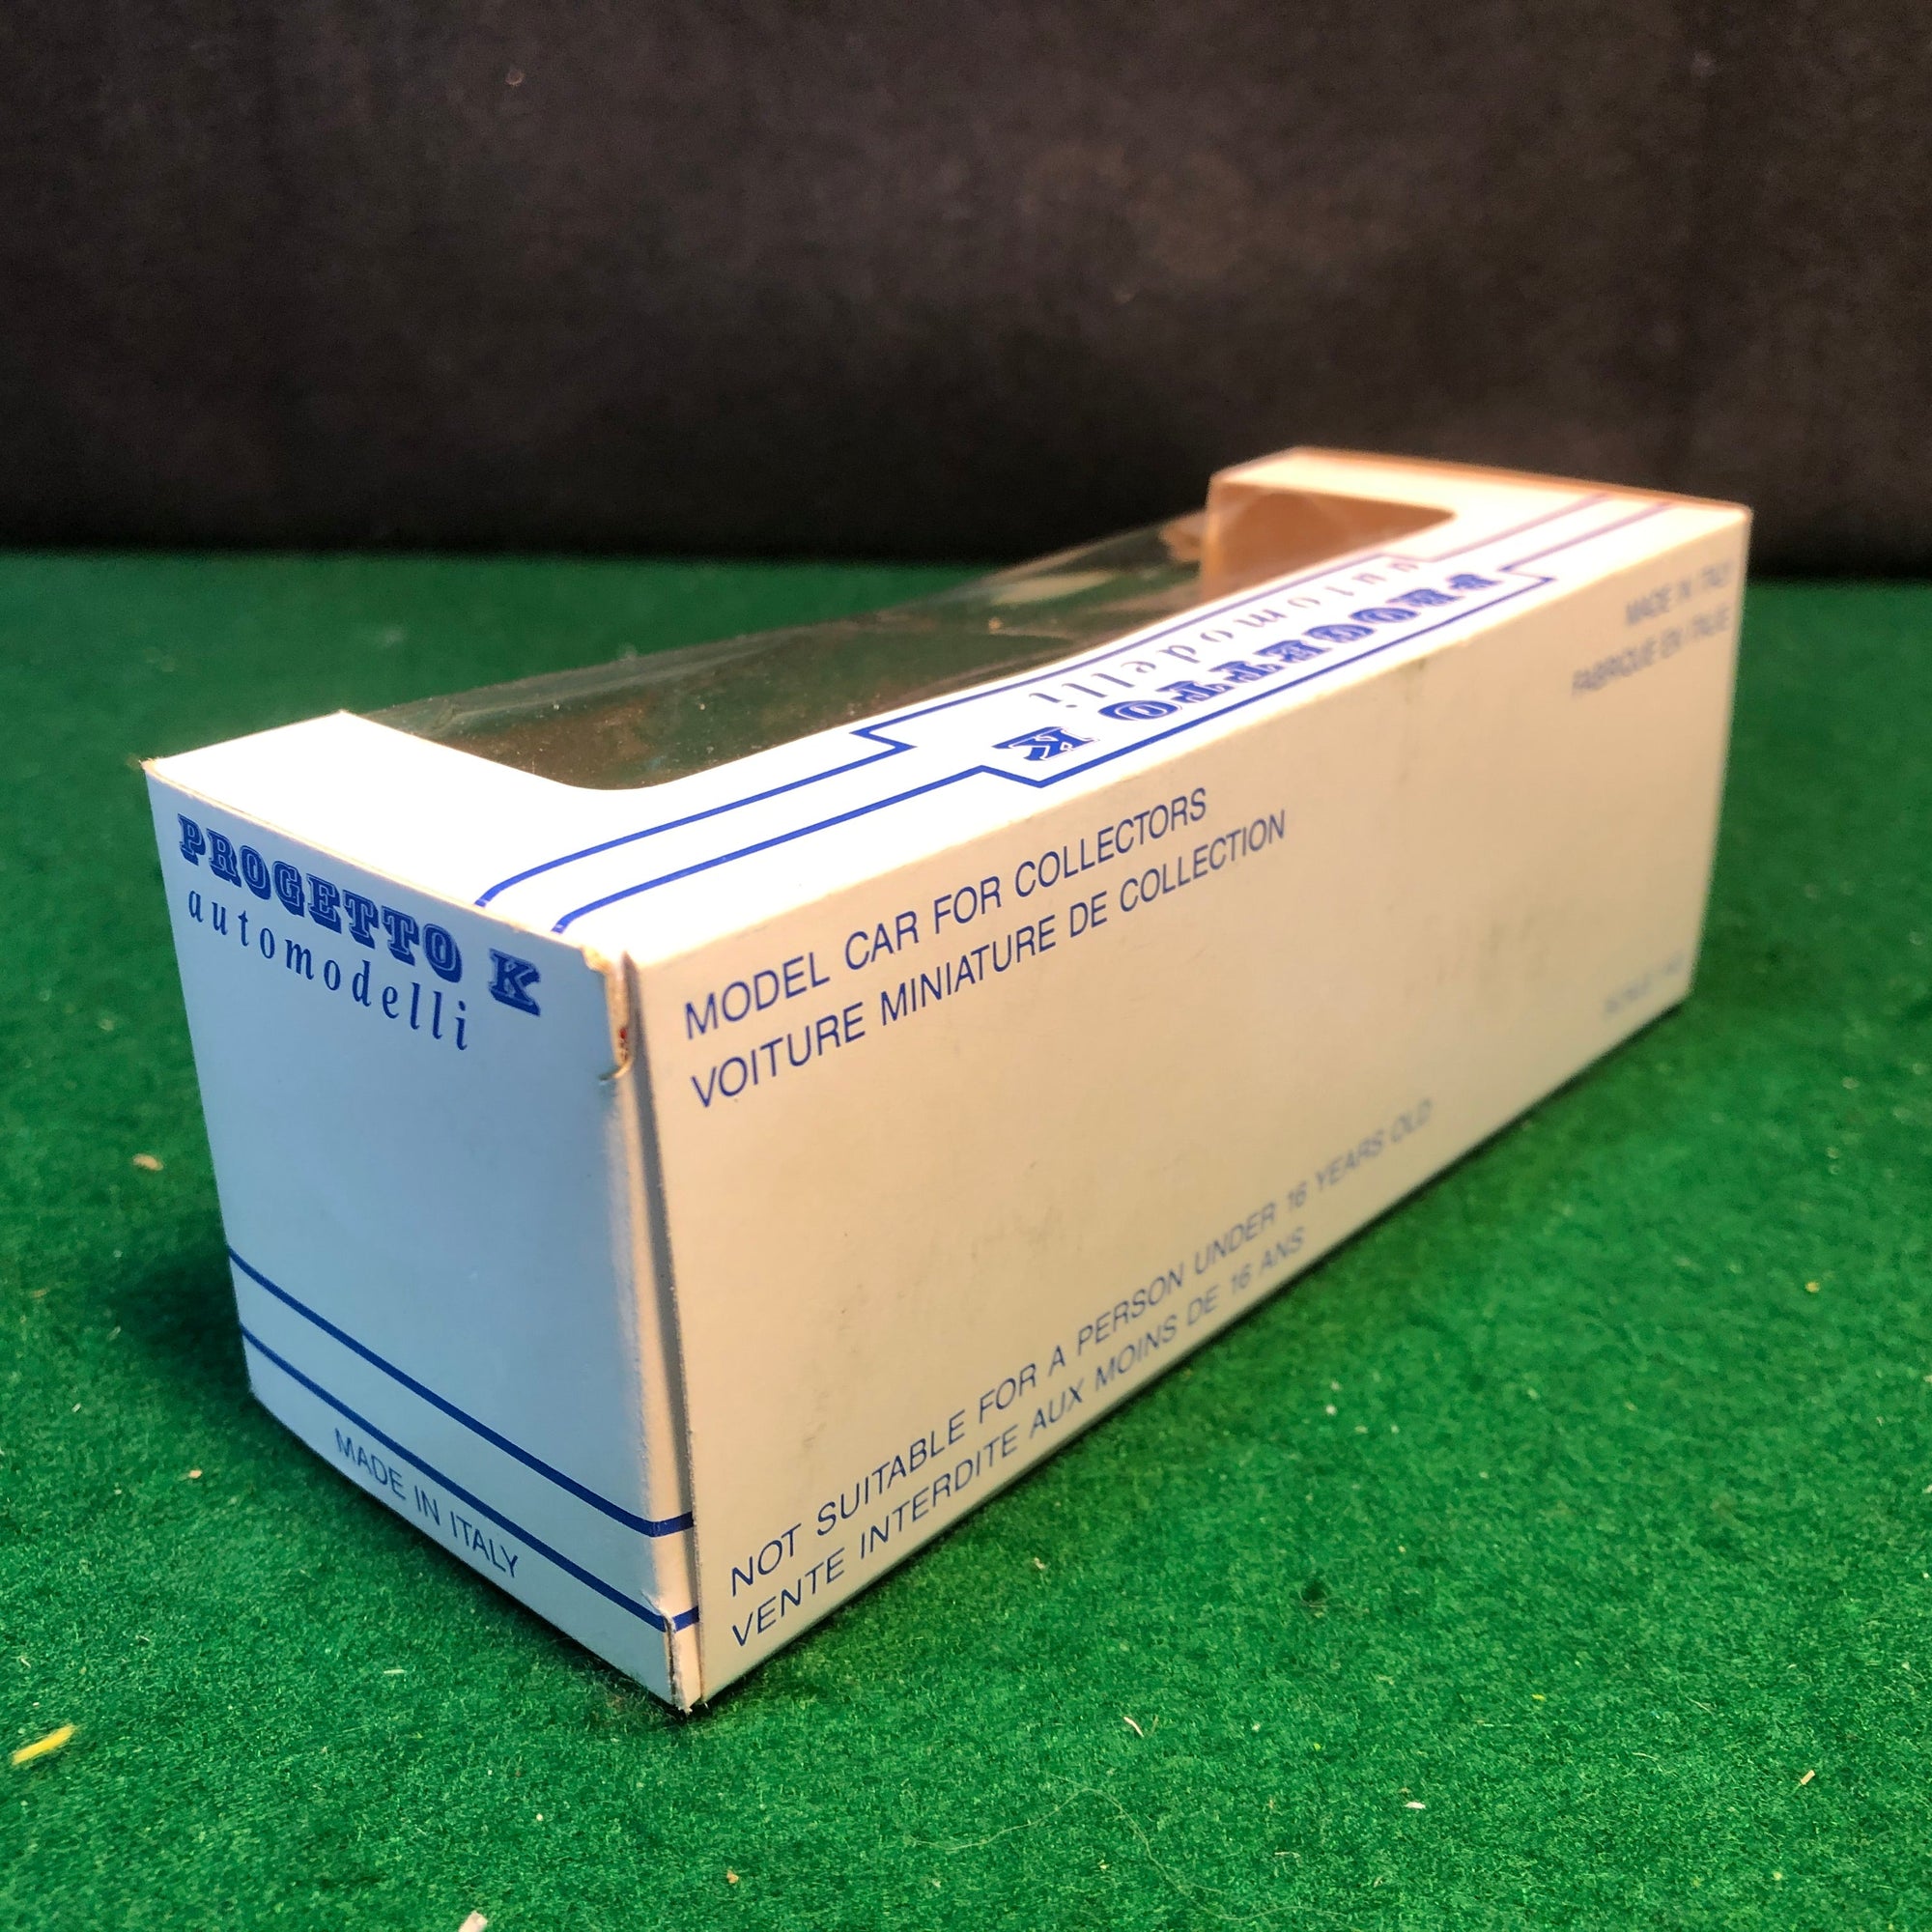 PROGETTO K
automodelli
MADE IN ITALY
PROGETTO K
automodelli
MODEL CAR FOR COLLECTORS
VOITURE MINIATURE DE COLLECTION
MADE IN ITALY
FABRIQUE EN ITALIE
NOT SUITABLE FOR A PERSON UNDER 16 YEARS OLD
VENTE INTERDITE AUX MOINS DE 16 ANS